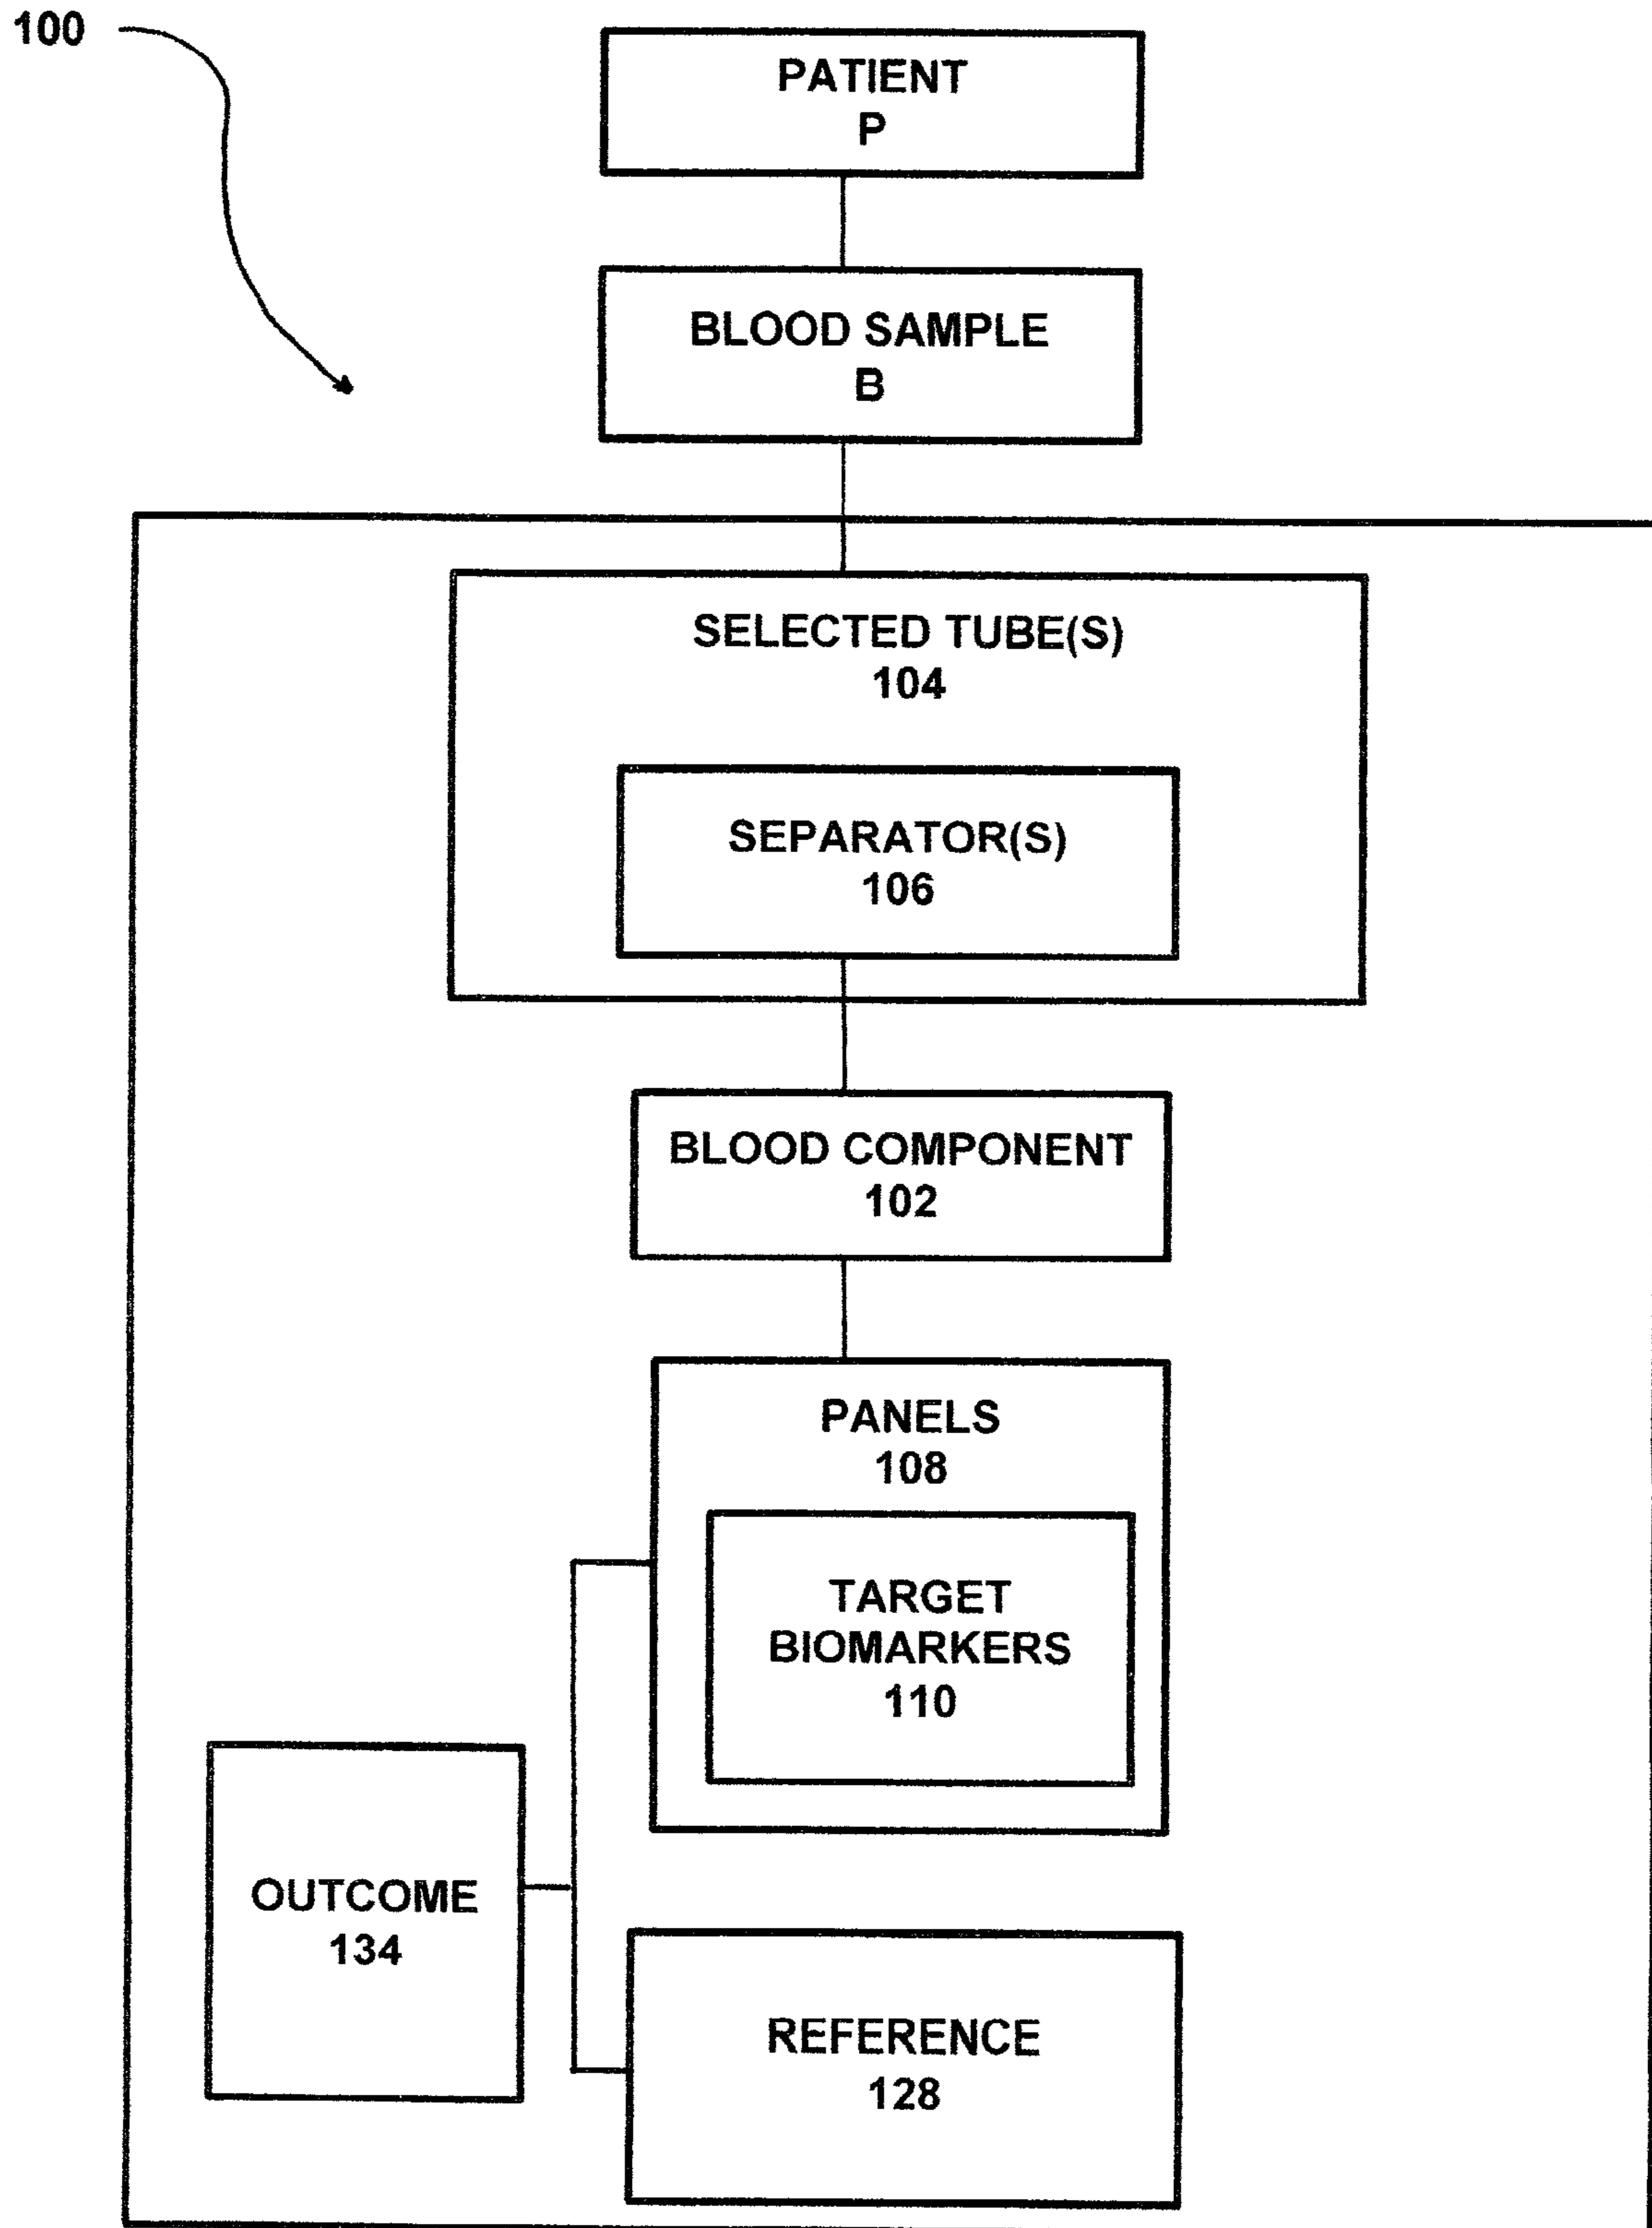 100
PATIENT
P
BLOOD SAMPLE
B
SELECTED TUBE(S)
104
SEPARATOR(S)
106
BLOOD COMPONENT
102
PANELS
108
TARGET
BIOMARKERS
110
OUTCOME
134
REFERENCE
128